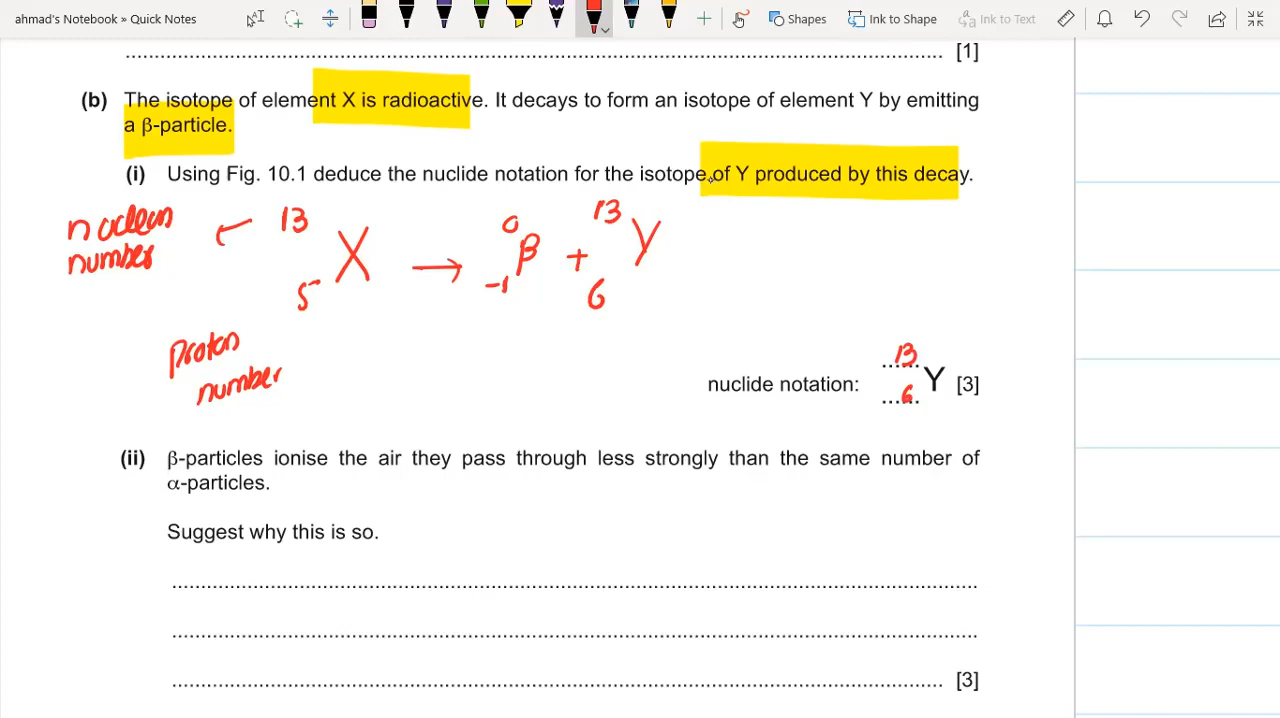 ahmad's Notebook » Quick Notes
Shapes
Ink to Shape
Ink to Text
[1]
(b) The isotope of element X is radioactive. It decays to form an isotope of element Y by emitting
a β-particle.
(i) Using Fig. 10.1 deduce the nuclide notation for the isotope of Y produced by this decay.
nucleon
number
13
5
X → 0 -1 β + 13 6 Y
proton
number
nuclide notation: 13 6 Y [3]
(ii) β-particles ionise the air they pass through less strongly than the same number of
α-particles.
Suggest why this is so.
[3]